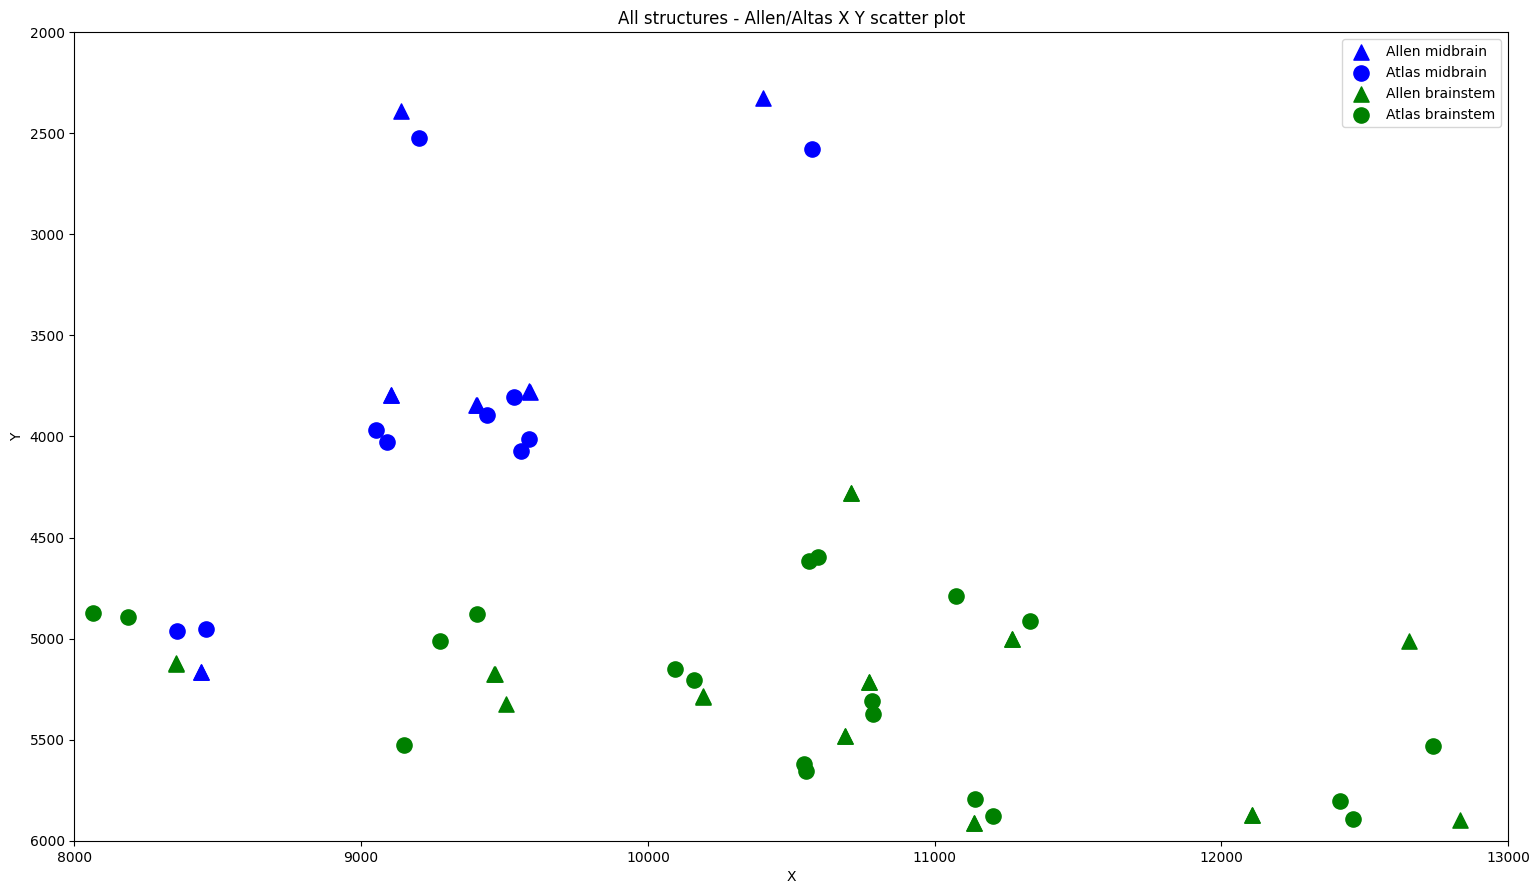 All structures - Allen/Altas X Y scatter plot
Allen midbrain
Atlas midbrain
Allen brainstem
Atlas brainstem
2000
2500
3000
3500
4000
4500
5000
5500
6000
Y
8000 9000 10000 11000 12000 13000
X